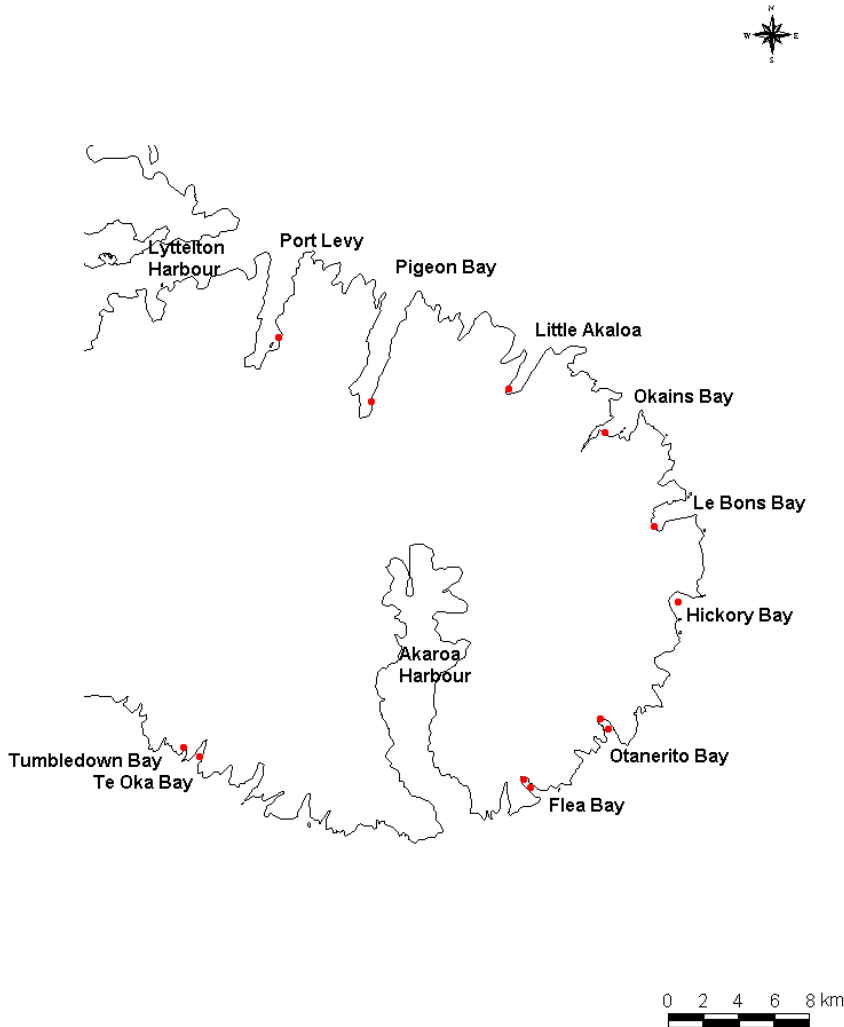 N
W E
S
Port Levy
Lyttelton
Harbour
Pigeon Bay
Little Akaloa
Okains Bay
Le Bons Bay
Hickory Bay
Akaroa
Harbour
Otanerito Bay
Tumbledown Bay
Te Oka Bay
Flea Bay
0 2 4 6 8 km